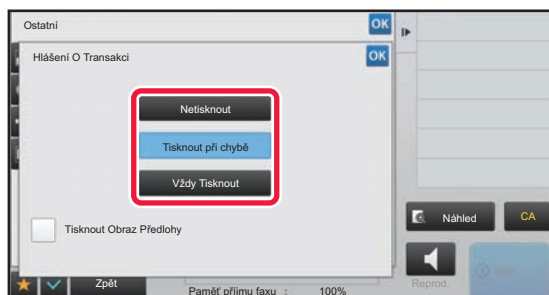 Ostatní
OK
Hlášení O Transakci
OK
Netisknout
Tisknout při chybě
Vždy Tisknout
Tisknout Obraz Předlohy
Náhled
CA
Zpět
Paměť příjmu faxu : 100%
Reprod.
Start